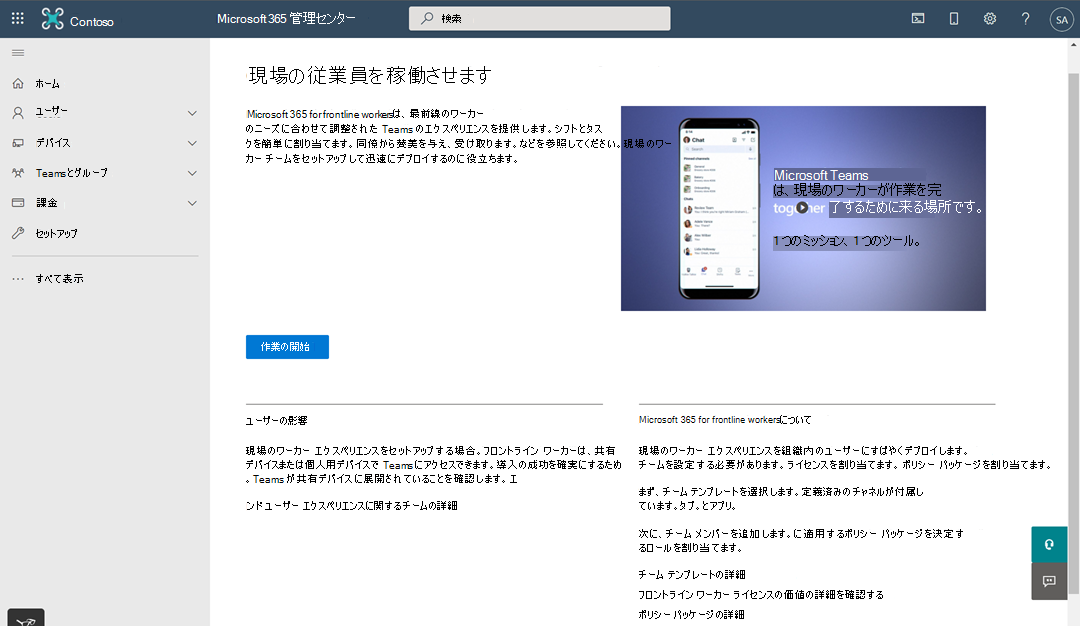 Contoso
Microsoft 365 管理センター
検索
SA
ホーム
ユーザー
デバイス
Teamsとグループ
課金
セットアップ
すべて表示
現場の従業員を稼働させます
Microsoft 365 for frontline workersは、最前線のワーカー
のニーズに合わせて調整された Teams のエクスペリエンスを提供します。シフトとタス
クを簡単に割り当てます。同僚から賛美を与え、受け取ります。などを参照してください。現場のワー
カー チームをセットアップして迅速にデプロイするのに役立ちます。
Chat
Search
Pinned channels
Chats
Microsoft Teams
は、現場のワーカーが作業を完
together 了するために来る場所です。
1 つのミッション、1 つのツール。
作業の開始
ユーザーの影響
現場のワーカー エクスペリエンスをセットアップする場合。フロントライン ワーカーは、共有
デバイスまたは個人用デバイスで Teamsにアクセスできます。導入の成功を確実にするため
。Teams が共有デバイスに展開されていることを確認します。エ
ンドユーザー エクスペリエンスに関するチームの詳細
Microsoft 365 for frontline workersについて
現場のワーカー エクスペリエンスを組織内のユーザーにすばやくデプロイします。
チームを設定する必要があります。ライセンスを割り当てます。ポリシー パッケージを割り当てます。
まず、チーム テンプレートを選択します。定義済みのチャネルが付属し
ています。タブ。とアプリ。
次に、チーム メンバーを追加します。に適用するポリシー パッケージを決定す
るロールを割り当てます。
チーム テンプレートの詳細
フロントライン ワーカー ライセンスの価値の詳細を確認する
ポリシー パッケージの詳細